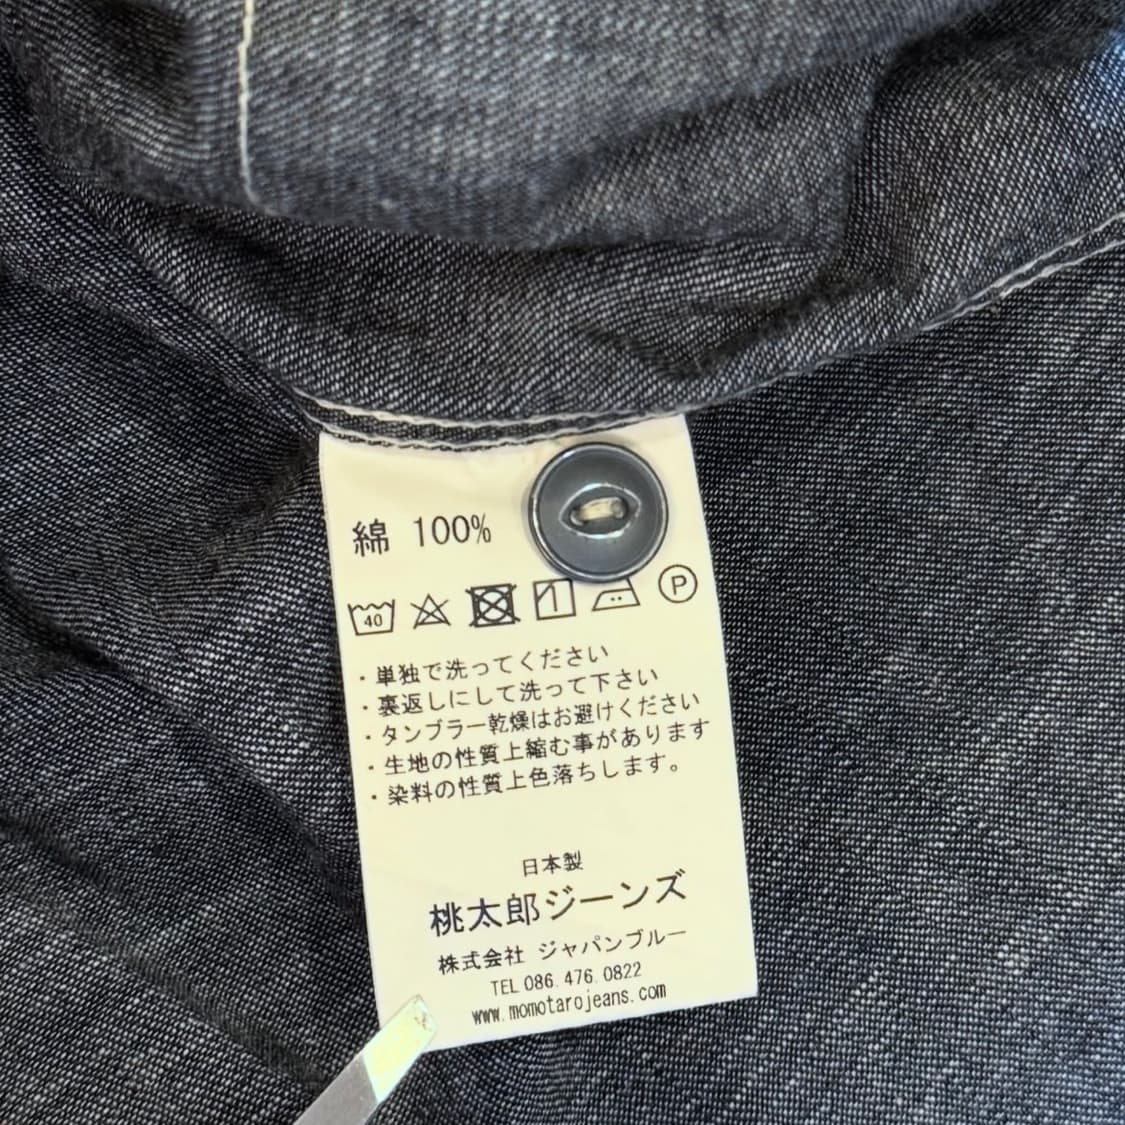 綿 100%
40 P
・単独で洗ってください
・裏返しにして洗って下さい
・タンブラー乾燥はお避けください
・生地の性質上縮む事があります
・染料の性質上色落ちします。
日本製
桃太郎ジーンズ
株式会社 ジャパンブルー
TEL 086.476.0822
www.momotarojeans.com